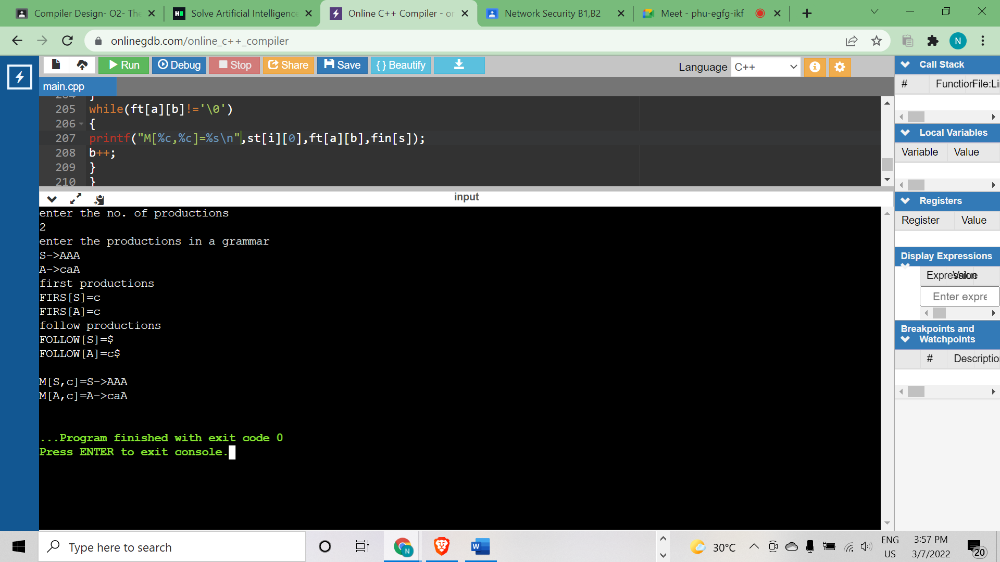 Compiler Design- O2- The
Solve Artificial Intelligence
Online C++ Compiler - or
Network Security B1,B2
Meet - phu-egfg-ikf
onlinegdb.com/online_c++_compiler
N
Run
Debug
Stop
Share
Save
{ } Beautify
Language
C++
main.cpp
204 }
205 while(ft[a][b]!='\0')
206 {
207 printf("M[%c,%c]=%s\n",st[i][0],ft[a][b],fin[s]);
208 b++;
209 }
210 }
input
enter the no. of productions
2
enter the productions in a grammar
S->AAA
A->caA
first productions
FIRS[S]=c
FIRS[A]=c
follow productions
FOLLOW[S]=$
FOLLOW[A]=c$
M[S,c]=S->AAA
M[A,c]=A->caA
...Program finished with exit code 0
Press ENTER to exit console.
Call Stack
# Function File:Li
Local Variables
Variable Value
Registers
Register Value
Display Expressions
Expression Value
Enter expre
Breakpoints and
Watchpoints
# Descriptio
Type here to search
N
W
30°C
ENG
US
3:57 PM
3/7/2022
20